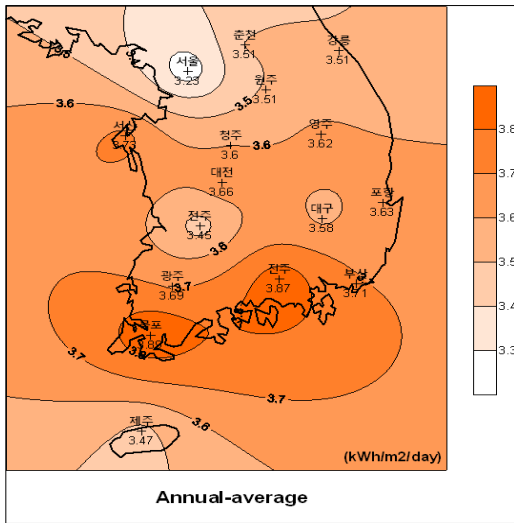 춘천
3.51
강릉
3.51
서울
3.23
3.4
원주
3.51
3.5
3.6
3.8
3.73
청주
3.6
3.6
영주
3.62
3.7
대전
3.66
3.6
전주
3.45
대구
3.58
포항
3.63
3.5
3.6
3.4
광주
3.69
3.7
진주
3.87
부산
3.71
3.3
목포
3.7
3.7
3.6
제주
3.47
(kWh/m2/day)
Annual-average